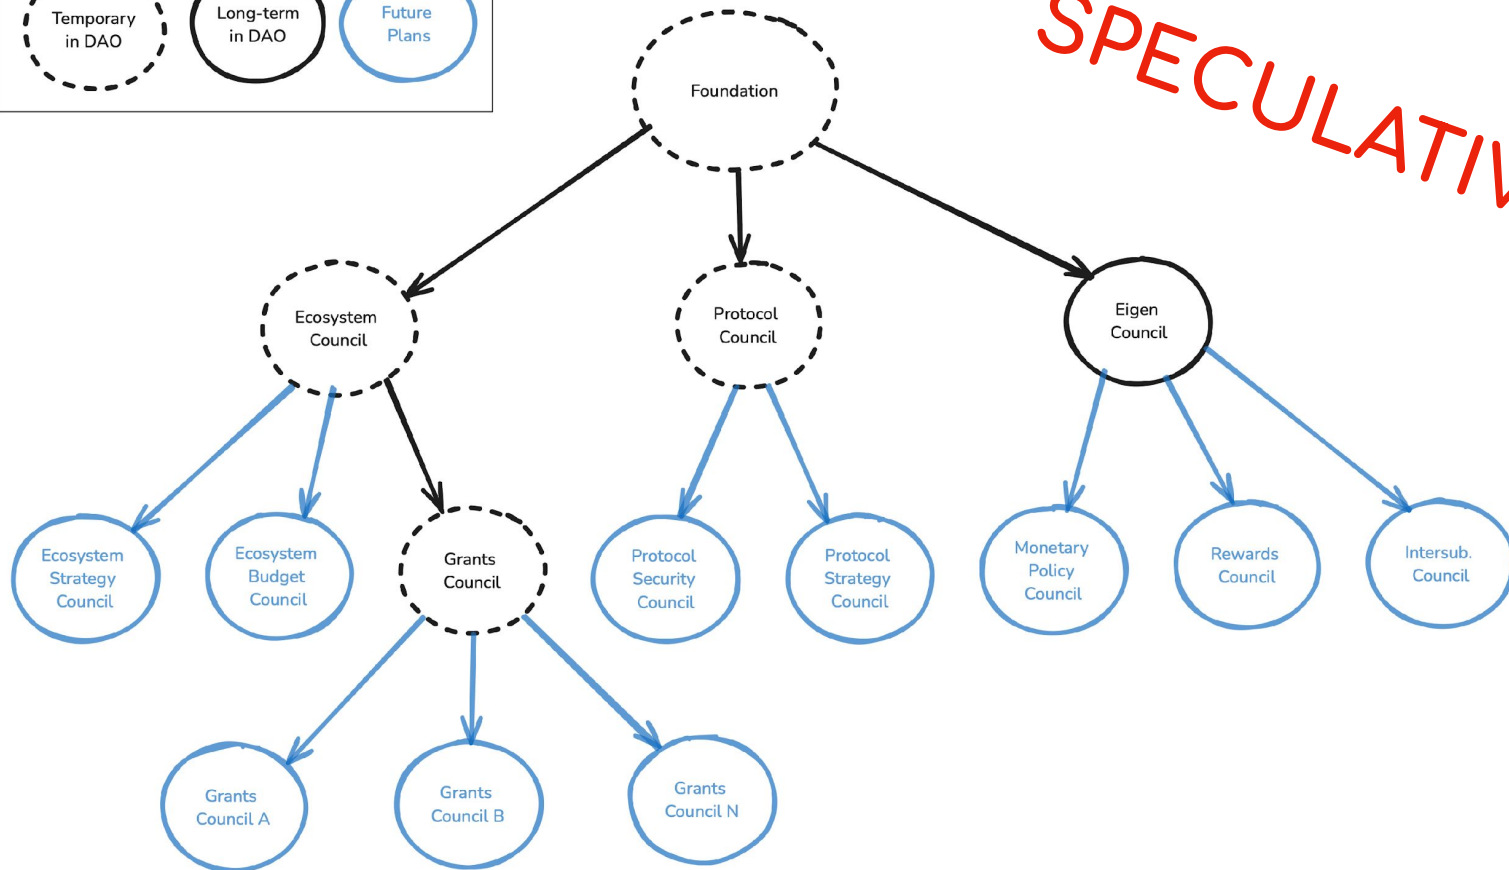 Temporary
in DAO
Long-term
in DAO
Future
Plans
SPECULATIV
Foundation
Ecosystem
Council
Protocol
Council
Eigen
Council
Ecosystem
Strategy
Council
Ecosystem
Budget
Council
Grants
Council
Protocol
Security
Council
Protocol
Strategy
Council
Monetary
Policy
Council
Rewards
Council
Intersub.
Council
Grants
Council A
Grants
Council B
Grants
Council N